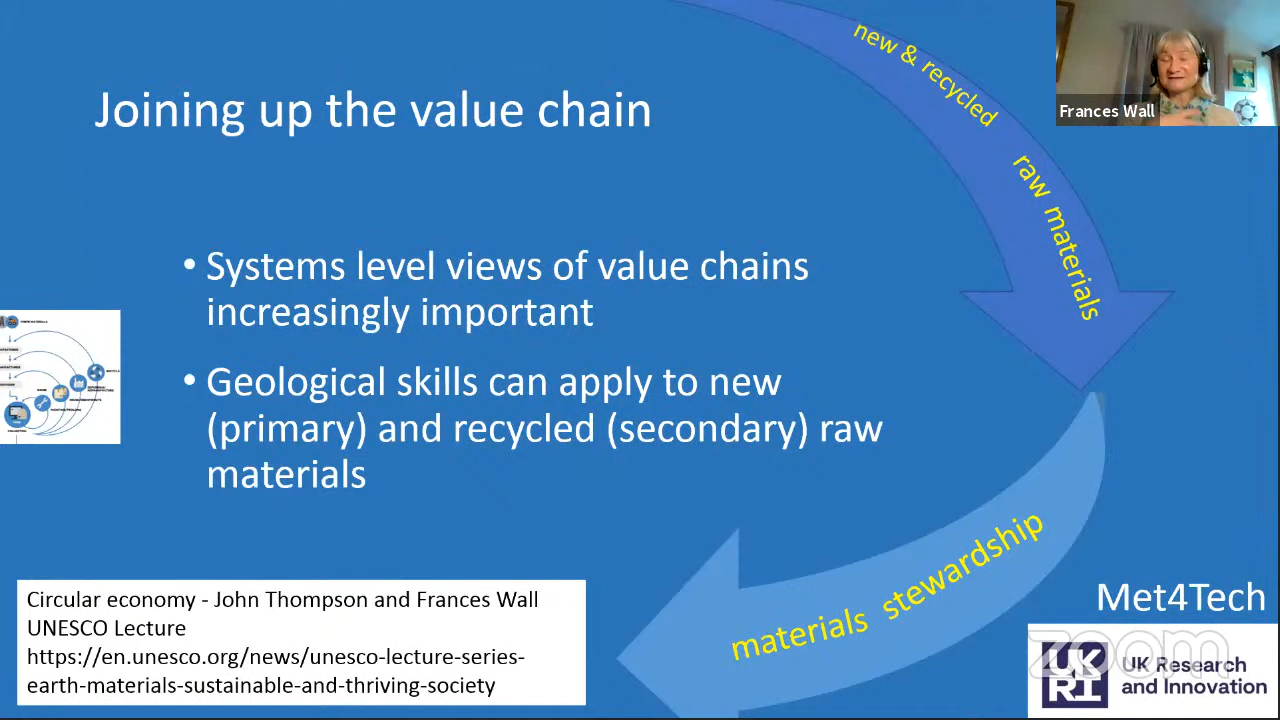 Joining up the value chain
new & recycled raw materials
Frances Wall
• Systems level views of value chains
increasingly important
• Geological skills can apply to new
(primary) and recycled (secondary) raw
materials
materials stewardship
Circular economy - John Thompson and Frances Wall
UNESCO Lecture
https://en.unesco.org/news/unesco-lecture-series-
earth-materials-sustainable-and-thriving-society
Met4Tech
zoom
UK
RI
UK Research
and Innovation